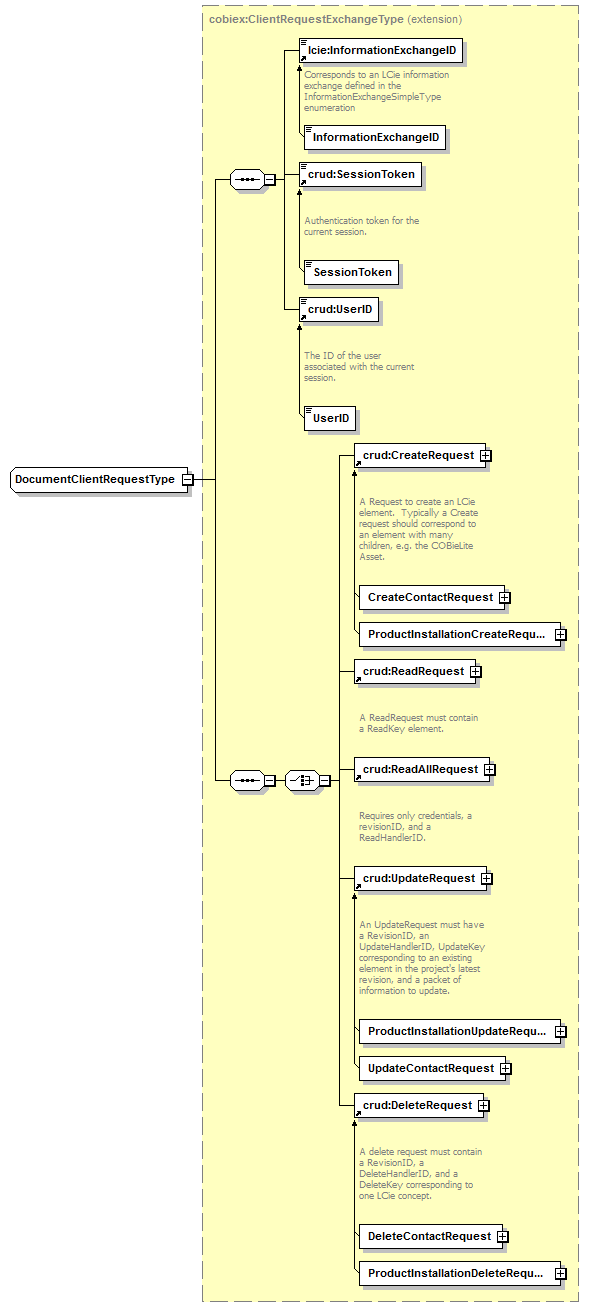 cobiex:ClientRequestExchangeType (extension)
lcie:InformationExchangeID
Corresponds to an LCie information
exchange defined in the
InformationExchangeSimpleType
enumeration
InformationExchangeID
crud:SessionToken
Authentication token for the
current session.
SessionToken
crud:UserID
The ID of the user
associated with the current
session.
UserID
DocumentClientRequestType
crud:CreateRequest
A Request to create an LCie
element.  Typically a Create
request should correspond to
an element with many
children, e.g. the COBieLite
Asset.
CreateContactRequest
ProductInstallationCreateRequ...
crud:ReadRequest
A ReadRequest must contain
a ReadKey element.
crud:ReadAllRequest
Requires only credentials, a
revisionID, and a
ReadHandlerID.
crud:UpdateRequest
An UpdateRequest must have
a RevisionID, an
UpdateHandlerID, UpdateKey
corresponding to an existing
element in the project's latest
revision, and a packet of
information to update.
ProductInstallationUpdateRequ...
UpdateContactRequest
crud:DeleteRequest
A delete request must contain
a RevisionID, a
DeleteHandlerID, and a
DeleteKey corresponding to
one LCie concept.
DeleteContactRequest
ProductInstallationDeleteRequ...